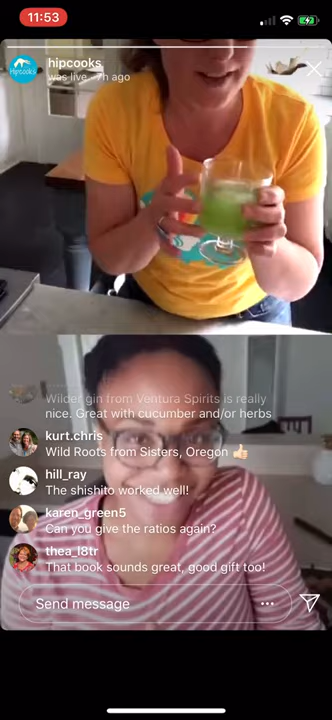 11:53
hipcooks
Hipcooks
was live · 7h ago
Wilder gin from Ventura Spirits is really
nice. Great with cucumber and/or herbs
kurt.chris
Wild Roots from Sisters, Oregon 👍🏻
hill_ray
The shishito worked well!
karen_green5
Can you give the ratios again?
thea_l8tr
That book sounds great, good gift too!
Send message